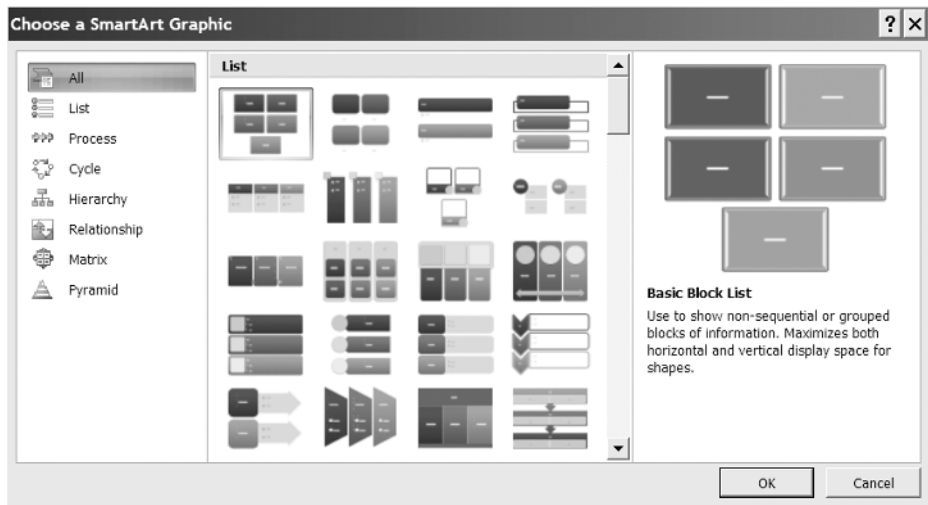 Choose a SmartArt Graphic
All
List
Process
Cycle
Hierarchy
Relationship
Matrix
Pyramid
List
Basic Block List
Use to show non-sequential or grouped
blocks of information. Maximizes both
horizontal and vertical display space for
shapes.
OK
Cancel